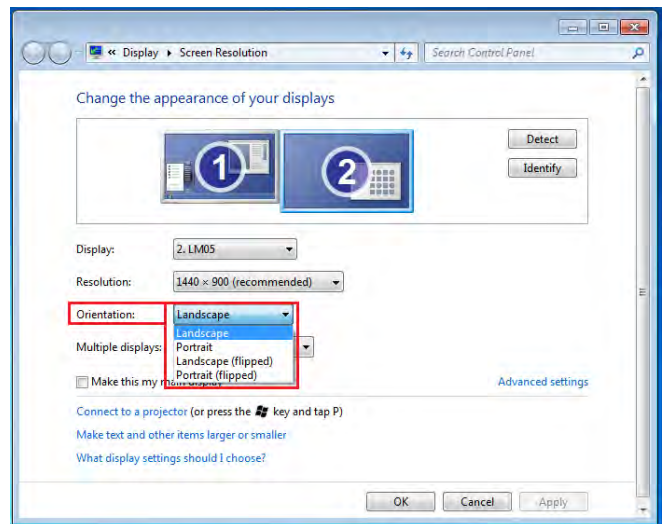 « Display ▸ Screen Resolution
Search Control Panel
Change the appearance of your displays
1
2
Detect
Identify
Display:
2. LM05
Resolution:
1440 × 900 (recommended)
Orientation:
Landscape
Landscape
Portrait
Landscape (flipped)
Portrait (flipped)
Multiple displays:
Make this my main display
Advanced settings
Connect to a projector (or press the key and tap P)
Make text and other items larger or smaller
What display settings should I choose?
OK
Cancel
Apply